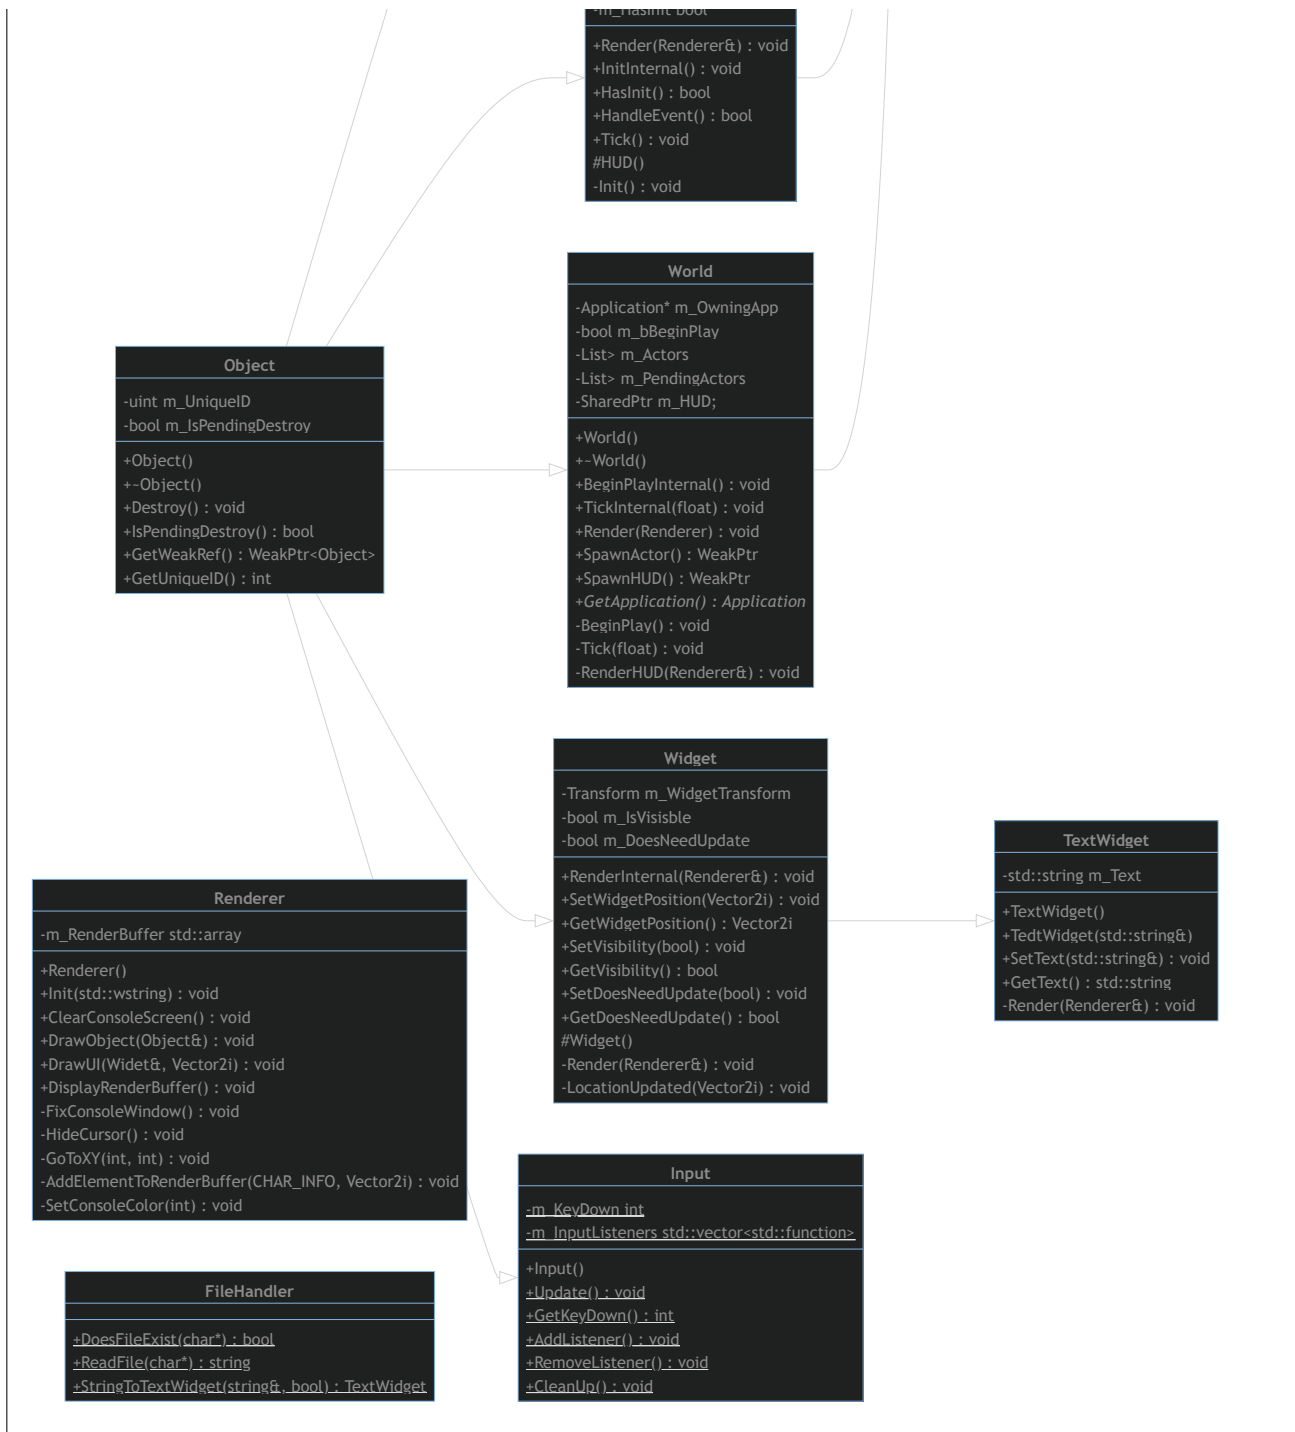 -m_HasInit bool
+Render(Renderer&) : void
+InitInternal() : void
+HasInit() : bool
+HandleEvent() : bool
+Tick() : void
#HUD()
-Init() : void
World
-Application* m_OwningApp
-bool m_bBeginPlay
-List> m_Actors
-List> m_PendingActors
-SharedPtr m_HUD;
+World()
+~World()
+BeginPlayInternal() : void
+TickInternal(float) : void
+Render(Renderer) : void
+SpawnActor() : WeakPtr
+SpawnHUD() : WeakPtr
+GetApplication() : Application
-BeginPlay() : void
-Tick(float) : void
-RenderHUD(Renderer&) : void
Object
-uint m_UniqueID
-bool m_IsPendingDestroy
+Object()
+~Object()
+Destroy() : void
+IsPendingDestroy() : bool
+GetWeakRef() : WeakPtr<Object>
+GetUniqueID() : int
Widget
-Transform m_WidgetTransform
-bool m_IsVisisble
-bool m_DoesNeedUpdate
+RenderInternal(Renderer&) : void
+SetWidgetPosition(Vector2i) : void
+GetWidgetPosition() : Vector2i
+SetVisibility(bool) : void
+GetVisibility() : bool
+SetDoesNeedUpdate(bool) : void
+GetDoesNeedUpdate() : bool
#Widget()
-Render(Renderer&) : void
-LocationUpdated(Vector2i) : void
TextWidget
-std::string m_Text
+TextWidget()
+TedtWidget(std::string&)
+SetText(std::string&) : void
+GetText() : std::string
-Render(Renderer&) : void
Renderer
-m_RenderBuffer std::array
+Renderer()
+Init(std::wstring) : void
+ClearConsoleScreen() : void
+DrawObject(Object&) : void
+DrawUI(Widet&, Vector2i) : void
+DisplayRenderBuffer() : void
-FixConsoleWindow() : void
-HideCursor() : void
-GoToXY(int, int) : void
-AddElementToRenderBuffer(CHAR_INFO, Vector2i) : void
-SetConsoleColor(int) : void
Input
-m_KeyDown int
-m_InputListeners std::vector<std::function>
+Input()
+Update() : void
+GetKeyDown() : int
+AddListener() : void
+RemoveListener() : void
+CleanUp() : void
FileHandler
+DoesFileExist(char*) : bool
+ReadFile(char*) : string
+StringToTextWidget(string&, bool) : TextWidget